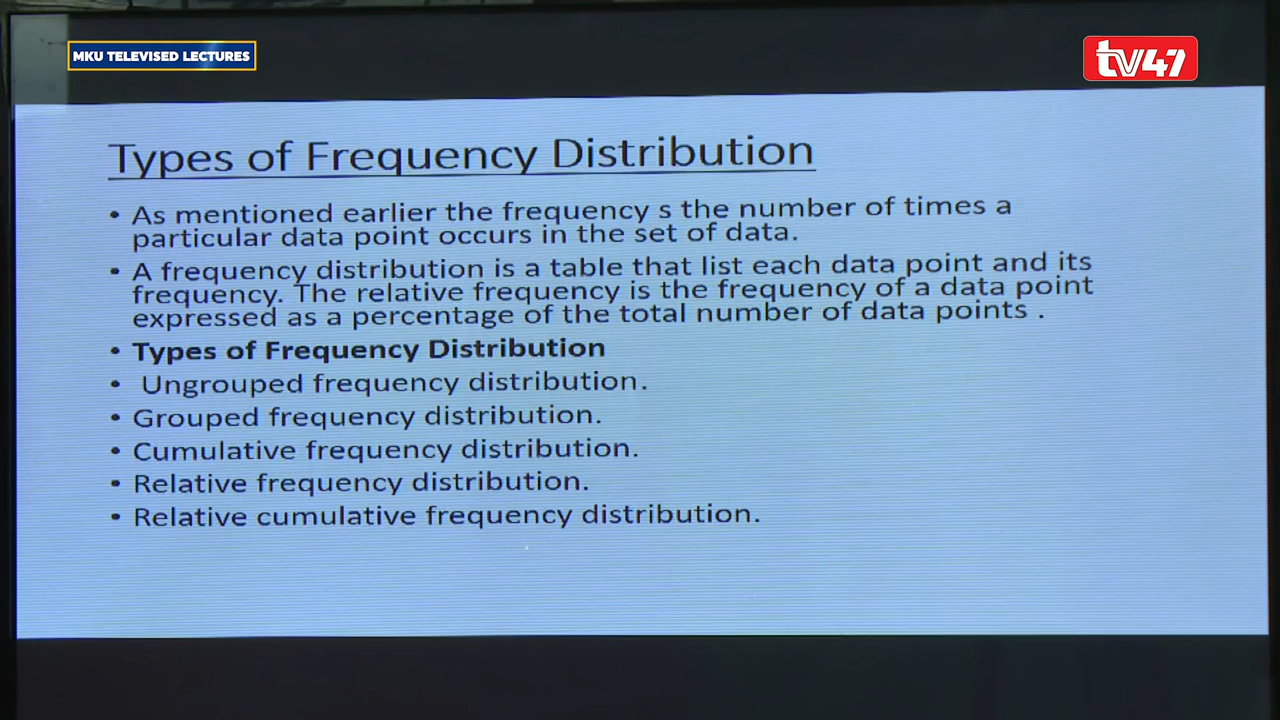 MKU TELEVISED LECTURES
tv47
Types of Frequency Distribution
• As mentioned earlier the frequency s the number of times a
particular data point occurs in the set of data.
• A frequency distribution is a table that list each data point and its
frequency. The relative frequency is the frequency of a data point
expressed as a percentage of the total number of data points .
• Types of Frequency Distribution
• Ungrouped frequency distribution.
• Grouped frequency distribution.
• Cumulative frequency distribution.
• Relative frequency distribution.
• Relative cumulative frequency distribution.